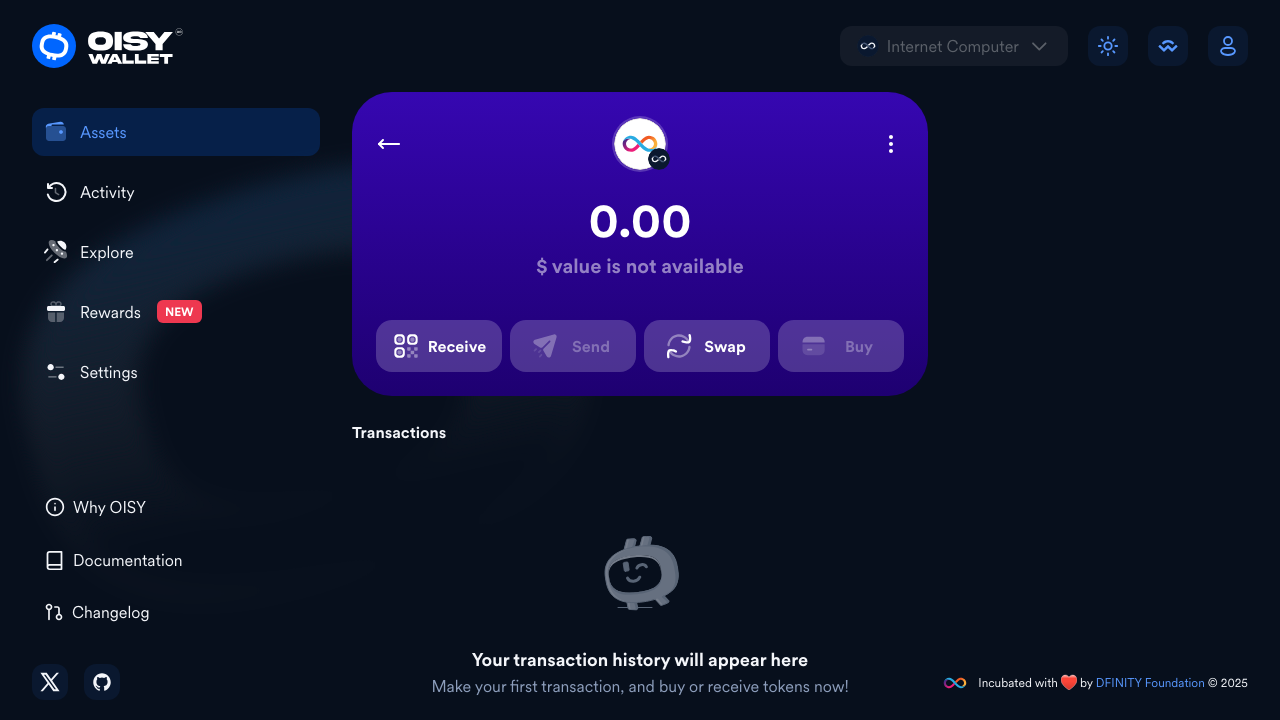 OISY
WALLET
Internet Computer
Assets
Activity
Explore
Rewards NEW
Settings
Why OISY
Documentation
Changelog
0.00
$ value is not available
Receive
Send
Swap
Buy
Transactions
Your transaction history will appear here
Make your first transaction, and buy or receive tokens now!
Incubated with ❤️ by DFINITY Foundation © 2025